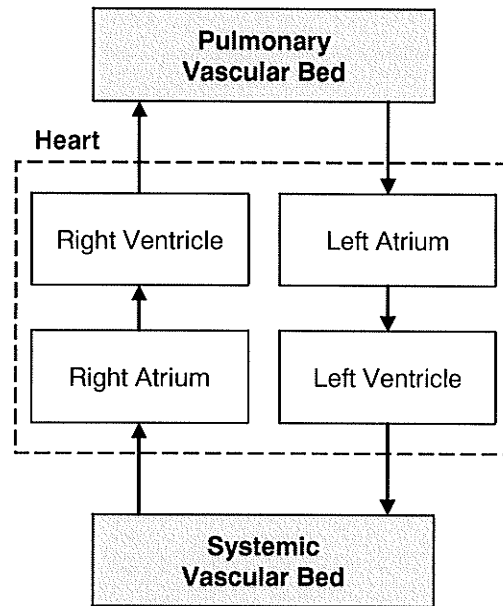 Pulmonary
Vascular Bed
Heart
Right Ventricle
Left Atrium
Right Atrium
Left Ventricle
Systemic
Vascular Bed